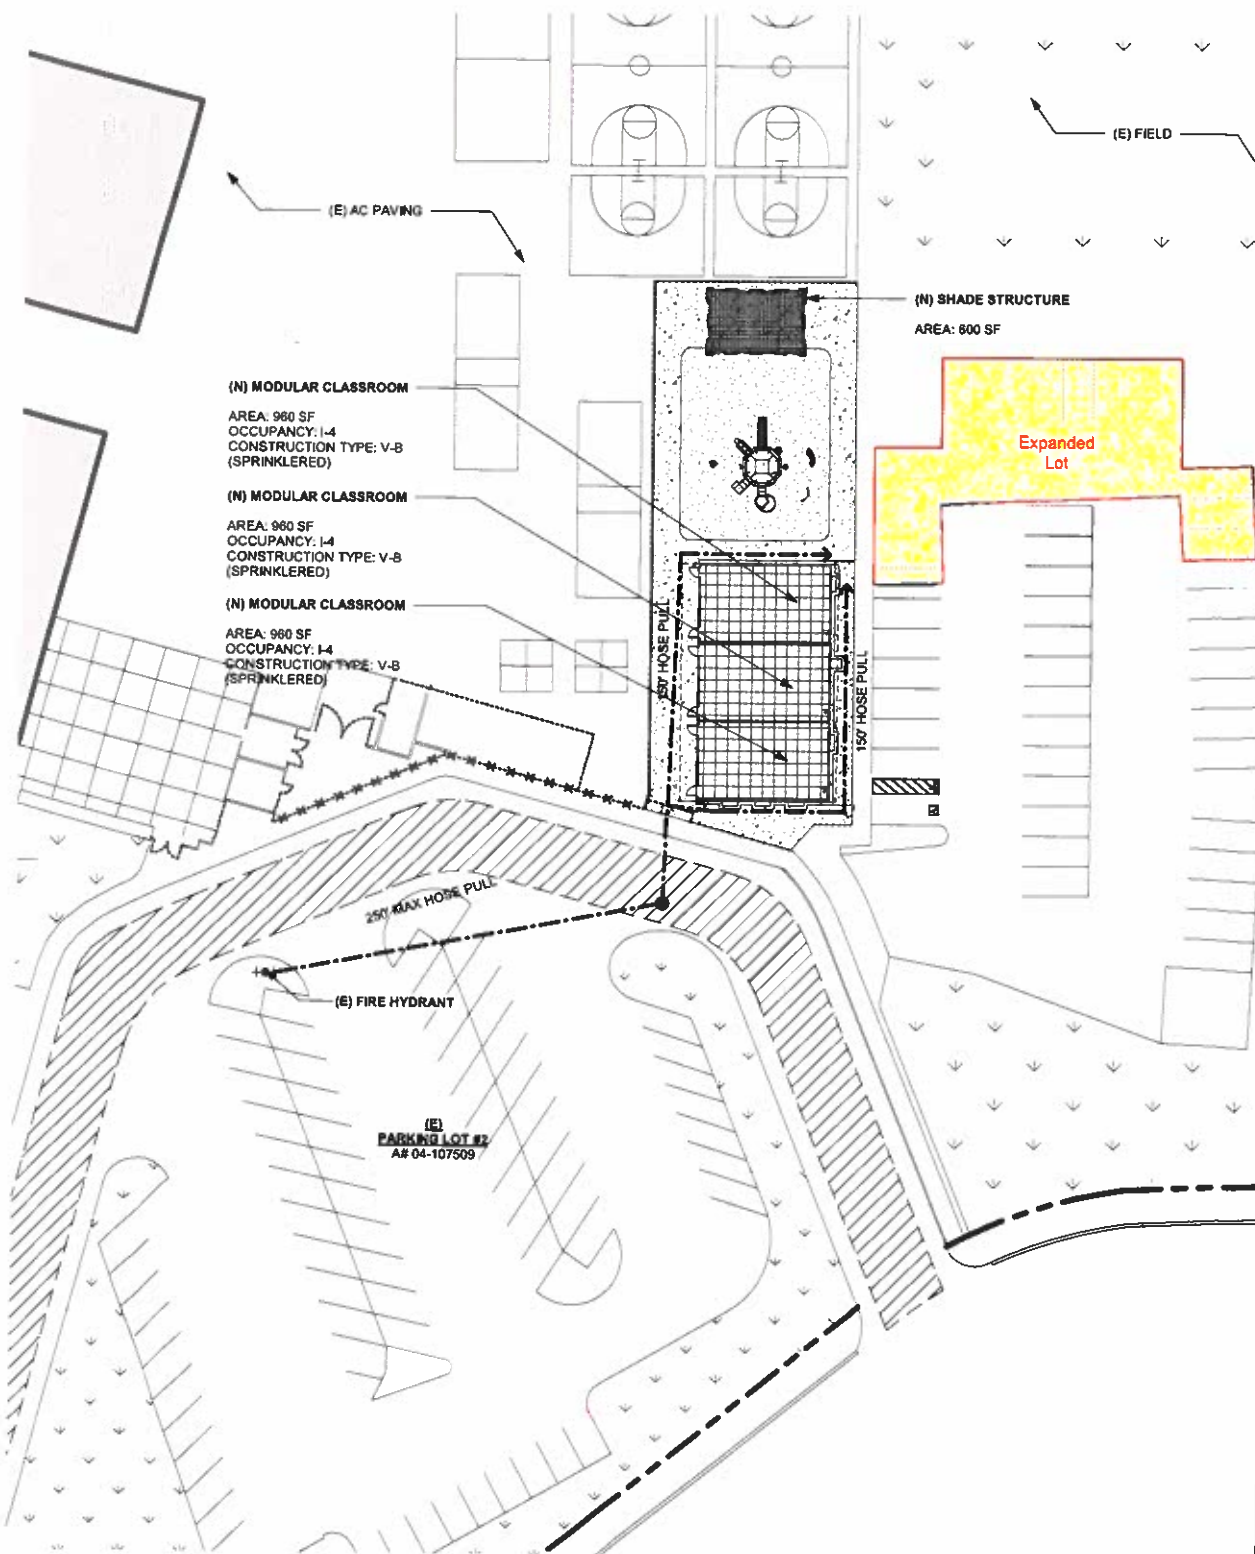 (E) FIELD
(E) AC PAVING
(N) SHADE STRUCTURE
AREA: 600 SF
(N) MODULAR CLASSROOM
AREA: 960 SF
OCCUPANCY: I-4
CONSTRUCTION TYPE: V-B
(SPRINKLERED)
Expanded
Lot
(N) MODULAR CLASSROOM
AREA: 960 SF
OCCUPANCY: I-4
CONSTRUCTION TYPE: V-B
(SPRINKLERED)
(N) MODULAR CLASSROOM
AREA: 960 SF
OCCUPANCY: I-4
CONSTRUCTION TYPE: V-B
(SPRINKLERED)
150' HOSE PULL
150' HOSE PULL
250' MAX HOSE PULL
(E) FIRE HYDRANT
(E)
PARKING LOT #2
A# 04-107509